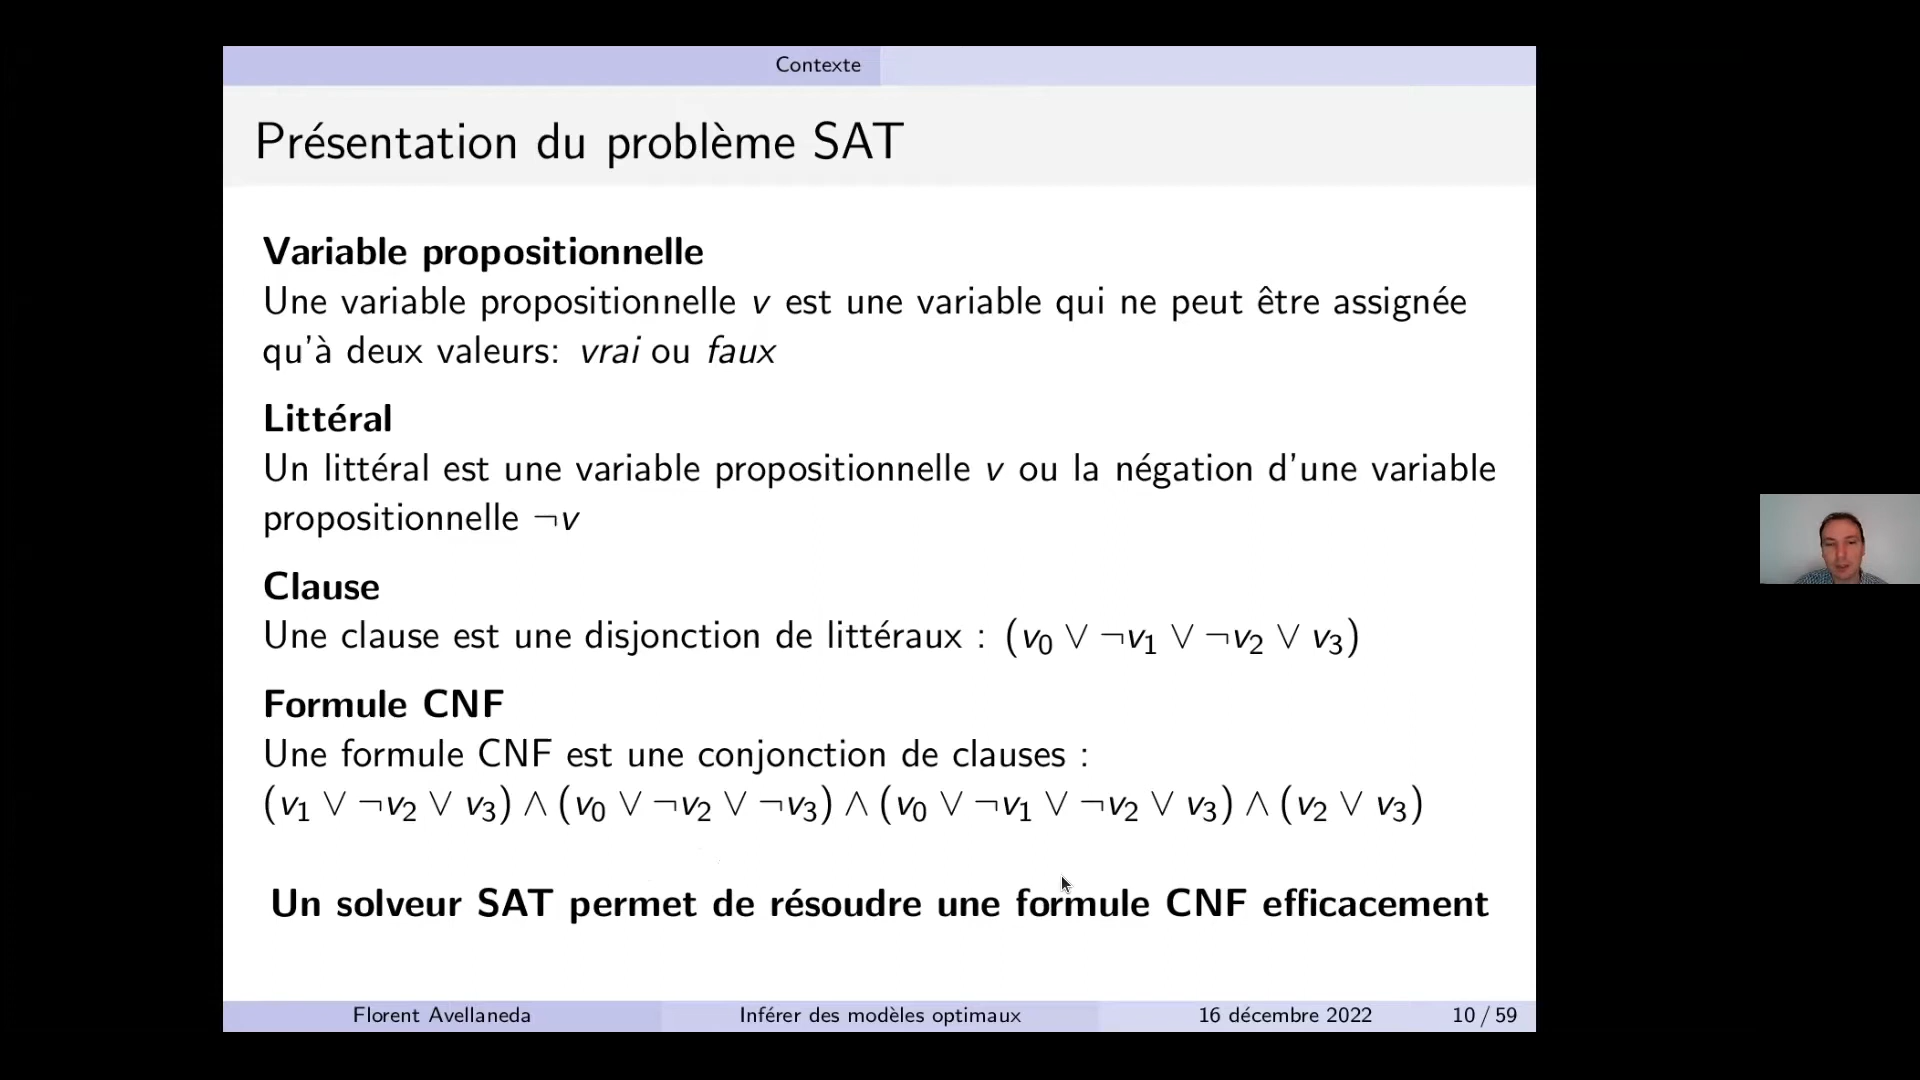 Contexte
Présentation du problème SAT
Variable propositionnelle
Une variable propositionnelle v est une variable qui ne peut être assignée
qu'à deux valeurs: vrai ou faux
Littéral
Un littéral est une variable propositionnelle v ou la négation d'une variable
propositionnelle ¬v
Clause
Une clause est une disjonction de littéraux : (v₀ ∨ ¬v₁ ∨ ¬v₂ ∨ v₃)
Formule CNF
Une formule CNF est une conjonction de clauses :
(v₁ ∨ ¬v₂ ∨ v₃) ∧ (v₀ ∨ ¬v₂ ∨ ¬v₃) ∧ (v₀ ∨ ¬v₁ ∨ ¬v₂ ∨ v₃) ∧ (v₂ ∨ v₃)
Un solveur SAT permet de résoudre une formule CNF efficacement
Florent Avellaneda Inférer des modèles optimaux 16 décembre 2022 10 / 59